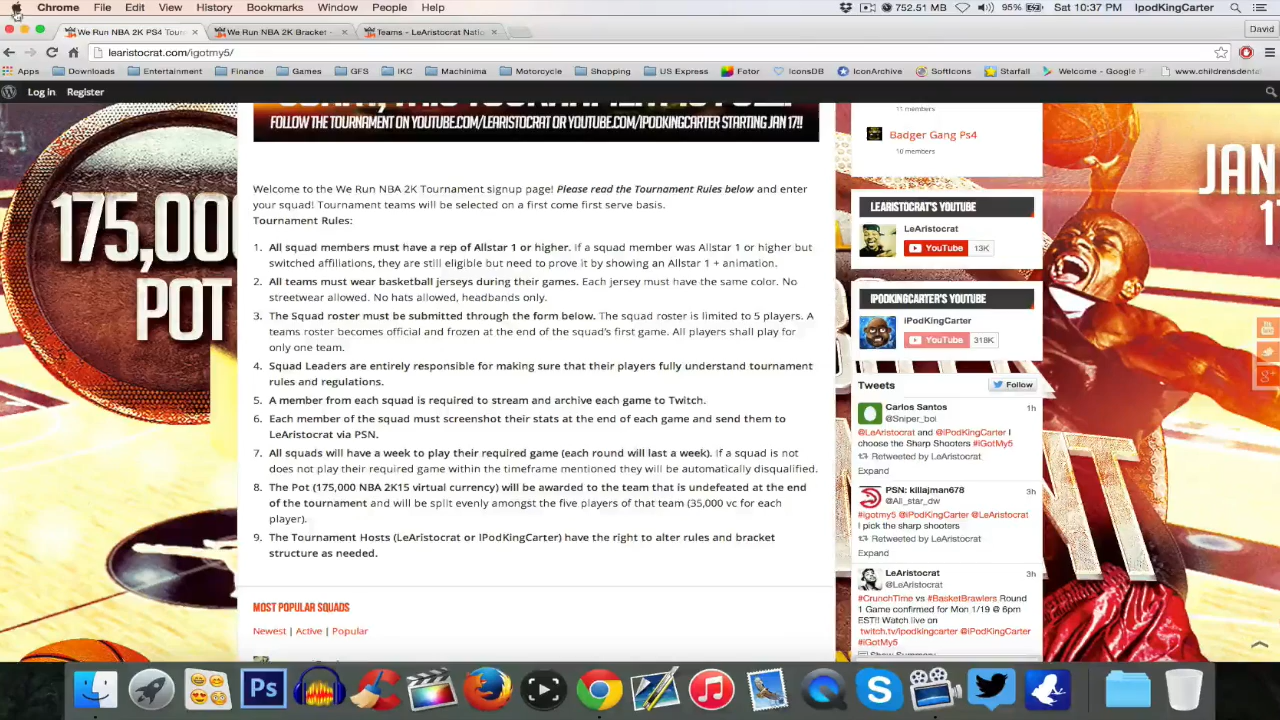 Chrome File Edit View History Bookmarks Window People Help 752.51 MB 95% Sat 10:37 PM IpodKingCarter
We Run NBA 2K PS4 Tour We Run NBA 2K Bracket - Teams - LeAristocrat Natio David
learistocrat.com/igotmy5/
Apps Downloads Entertainment Finance Games GFS IKC Machinima Motorcycle Shopping US Express Fotor IconsDB IconArchive SoftIcons Starfall Welcome - Google P www.childrensdenta
Log in Register
FOLLOW THE TOURNAMENT ON YOUTUBE.COM/LEARISTOCRAT OR YOUTUBE.COM/IPODKINGCARTER STARTING JAN 17!!
Welcome to the We Run NBA 2K Tournament signup page! Please read the Tournament Rules below and enter
your squad! Tournament teams will be selected on a first come first serve basis.
Tournament Rules:
1. All squad members must have a rep of Allstar 1 or higher. If a squad member was Allstar 1 or higher but
switched affiliations, they are still eligible but need to prove it by showing an Allstar 1 + animation.
2. All teams must wear basketball jerseys during their games. Each jersey must have the same color. No
streetwear allowed. No hats allowed, headbands only.
3. The Squad roster must be submitted through the form below. The squad roster is limited to 5 players. A
teams roster becomes official and frozen at the end of the squad's first game. All players shall play for
only one team.
4. Squad Leaders are entirely responsible for making sure that their players fully understand tournament
rules and regulations.
5. A member from each squad is required to stream and archive each game to Twitch.
6. Each member of the squad must screenshot their stats at the end of each game and send them to
LeAristocrat via PSN.
7. All squads will have a week to play their required game (each round will last a week). If a squad is not
does not play their required game within the timeframe mentioned they will be automatically disqualified.
8. The Pot (175,000 NBA 2K15 virtual currency) will be awarded to the team that is undefeated at the end
of the tournament and will be split evenly amongst the five players of that team (35,000 vc for each
player).
9. The Tournament Hosts (LeAristocrat or IPodKingCarter) have the right to alter rules and bracket
structure as needed.
MOST POPULAR SQUADS
Newest | Active | Popular
11 members
Badger Gang Ps4
10 members
LEARISTOCRAT'S YOUTUBE
LeAristocrat
YouTube 13K
IPODKINGCARTER'S YOUTUBE
iPodKingCarter
YouTube 318K
Tweets Follow
Carlos Santos 1h
@Sniper_boi
@LeAristocrat and @iPodKingCarter I
choose the Sharp Shooters #iGotMy5
Retweeted by LeAristocrat
Expand
PSN: killajman678 3h
@All_star_dw
#igotmy5 @iPodKingCarter @LeAristocrat
I pick the sharp shooters
Retweeted by LeAristocrat
Expand
LeAristocrat 3h
@LeAristocrat
#CrunchTime vs #BasketBrawlers Round
1 Game confirmed for Mon 1/19 @ 6pm
EST!! Watch live on
twitch.tv/ipodkingcarter @iPodKingCarter
#iGotMy5
Show Summary
175,000
POT
JAN
17
Ps